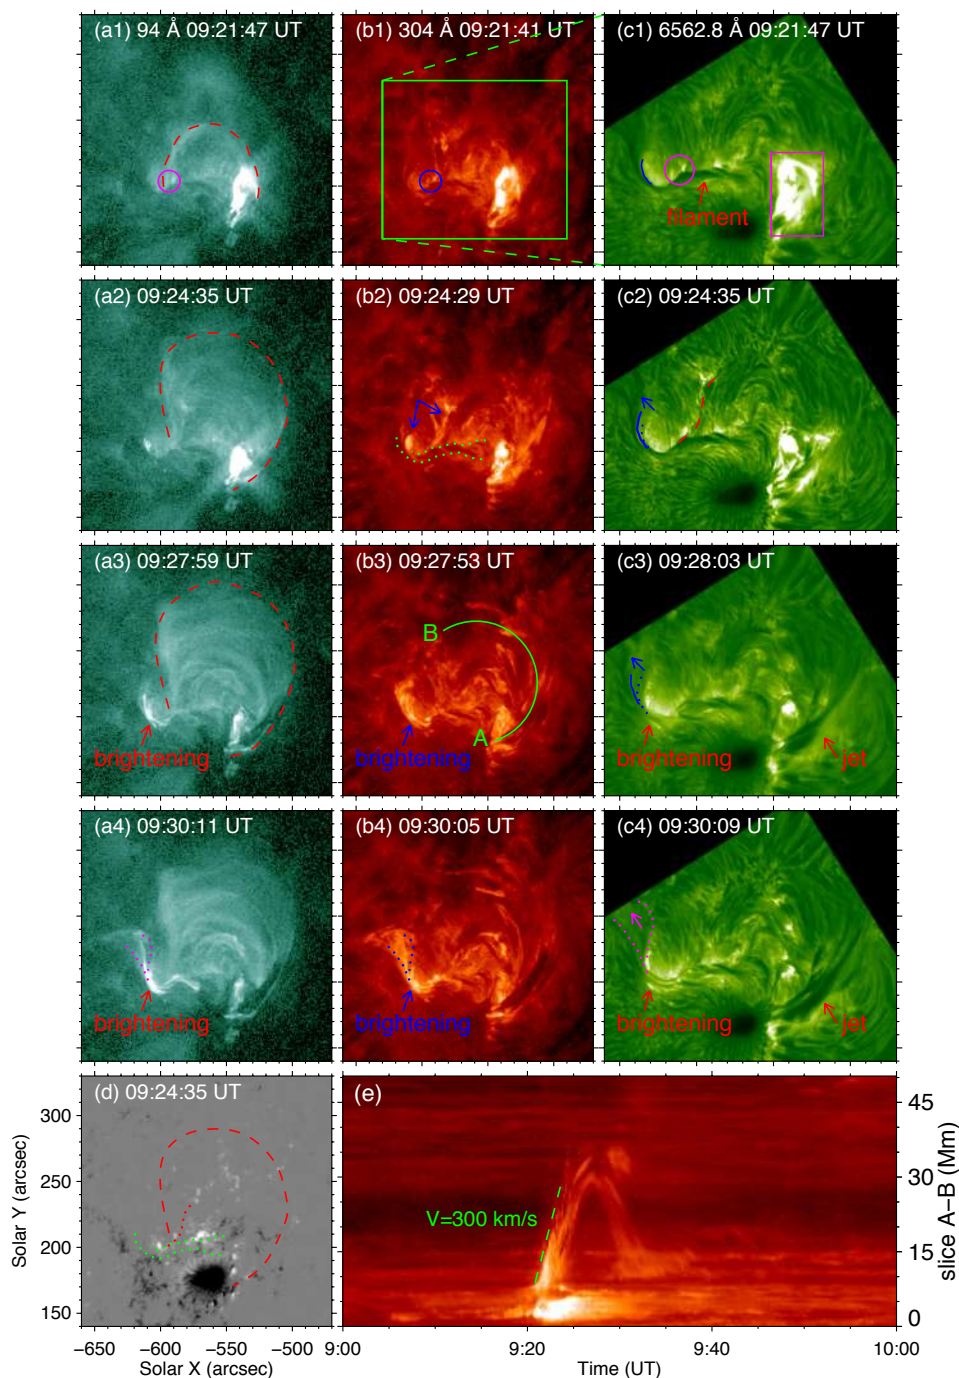 (a1) 94 Å 09:21:47 UT
(b1) 304 Å 09:21:41 UT
(c1) 6562.8 Å 09:21:47 UT
filament
(a2) 09:24:35 UT
(b2) 09:24:29 UT
(c2) 09:24:35 UT
(a3) 09:27:59 UT
(b3) 09:27:53 UT
(c3) 09:28:03 UT
B
A
brightening
brightening
brightening
jet
(a4) 09:30:11 UT
(b4) 09:30:05 UT
(c4) 09:30:09 UT
brightening
brightening
brightening
jet
(d) 09:24:35 UT
(e)
300
250
200
150
Solar Y (arcsec)
V=300 km/s
45
30
15
0
slice A−B (Mm)
−650 −600 −550 −500
Solar X (arcsec)
9:00 9:20 9:40 10:00
Time (UT)